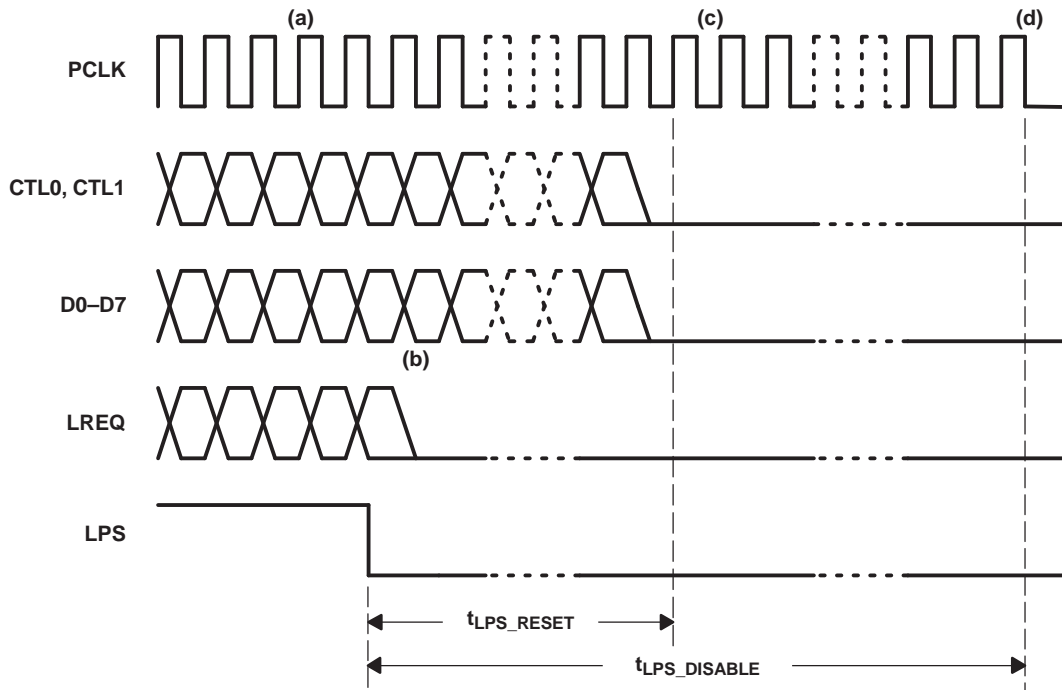 (a) (c) (d)
PCLK
CTL0, CTL1
D0–D7
(b)
LREQ
LPS
tLPS_RESET
tLPS_DISABLE